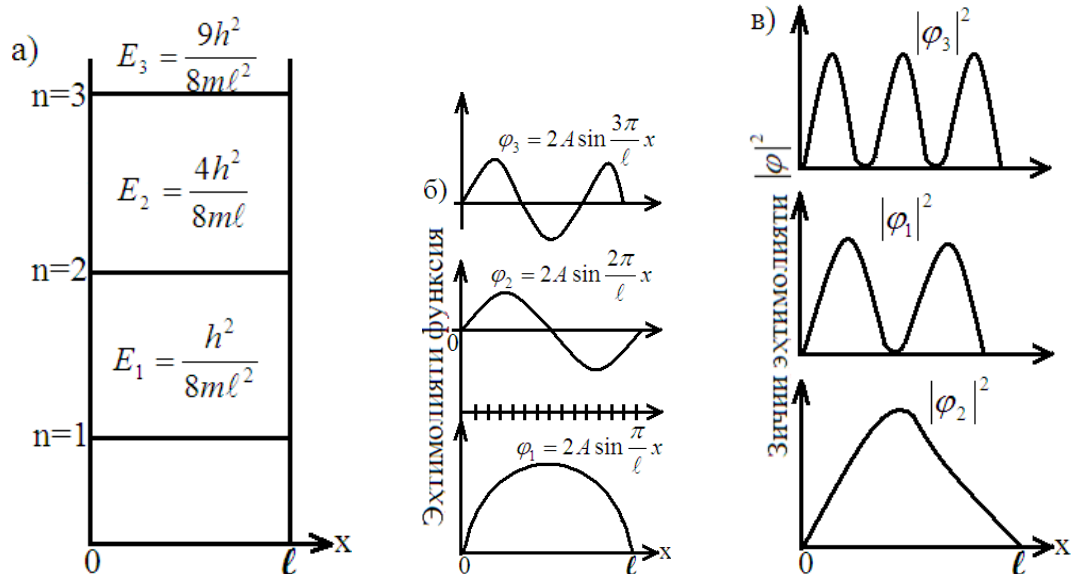 а)
E₃ = 9h²/8mℓ²
n=3
E₂ = 4h²/8mℓ
n=2
E₁ = h²/8mℓ²
n=1
0
ℓ
x
б)
Эхтимолияти функсия
φ₃ = 2A sin 3π/ℓ x
φ₂ = 2A sin 2π/ℓ x
0
φ₁ = 2A sin π/ℓ x
0
ℓ
x
в)
Зичии эхтимолияти |φ|²
|φ₃|²
|φ₁|²
|φ₂|²
0
ℓ
x